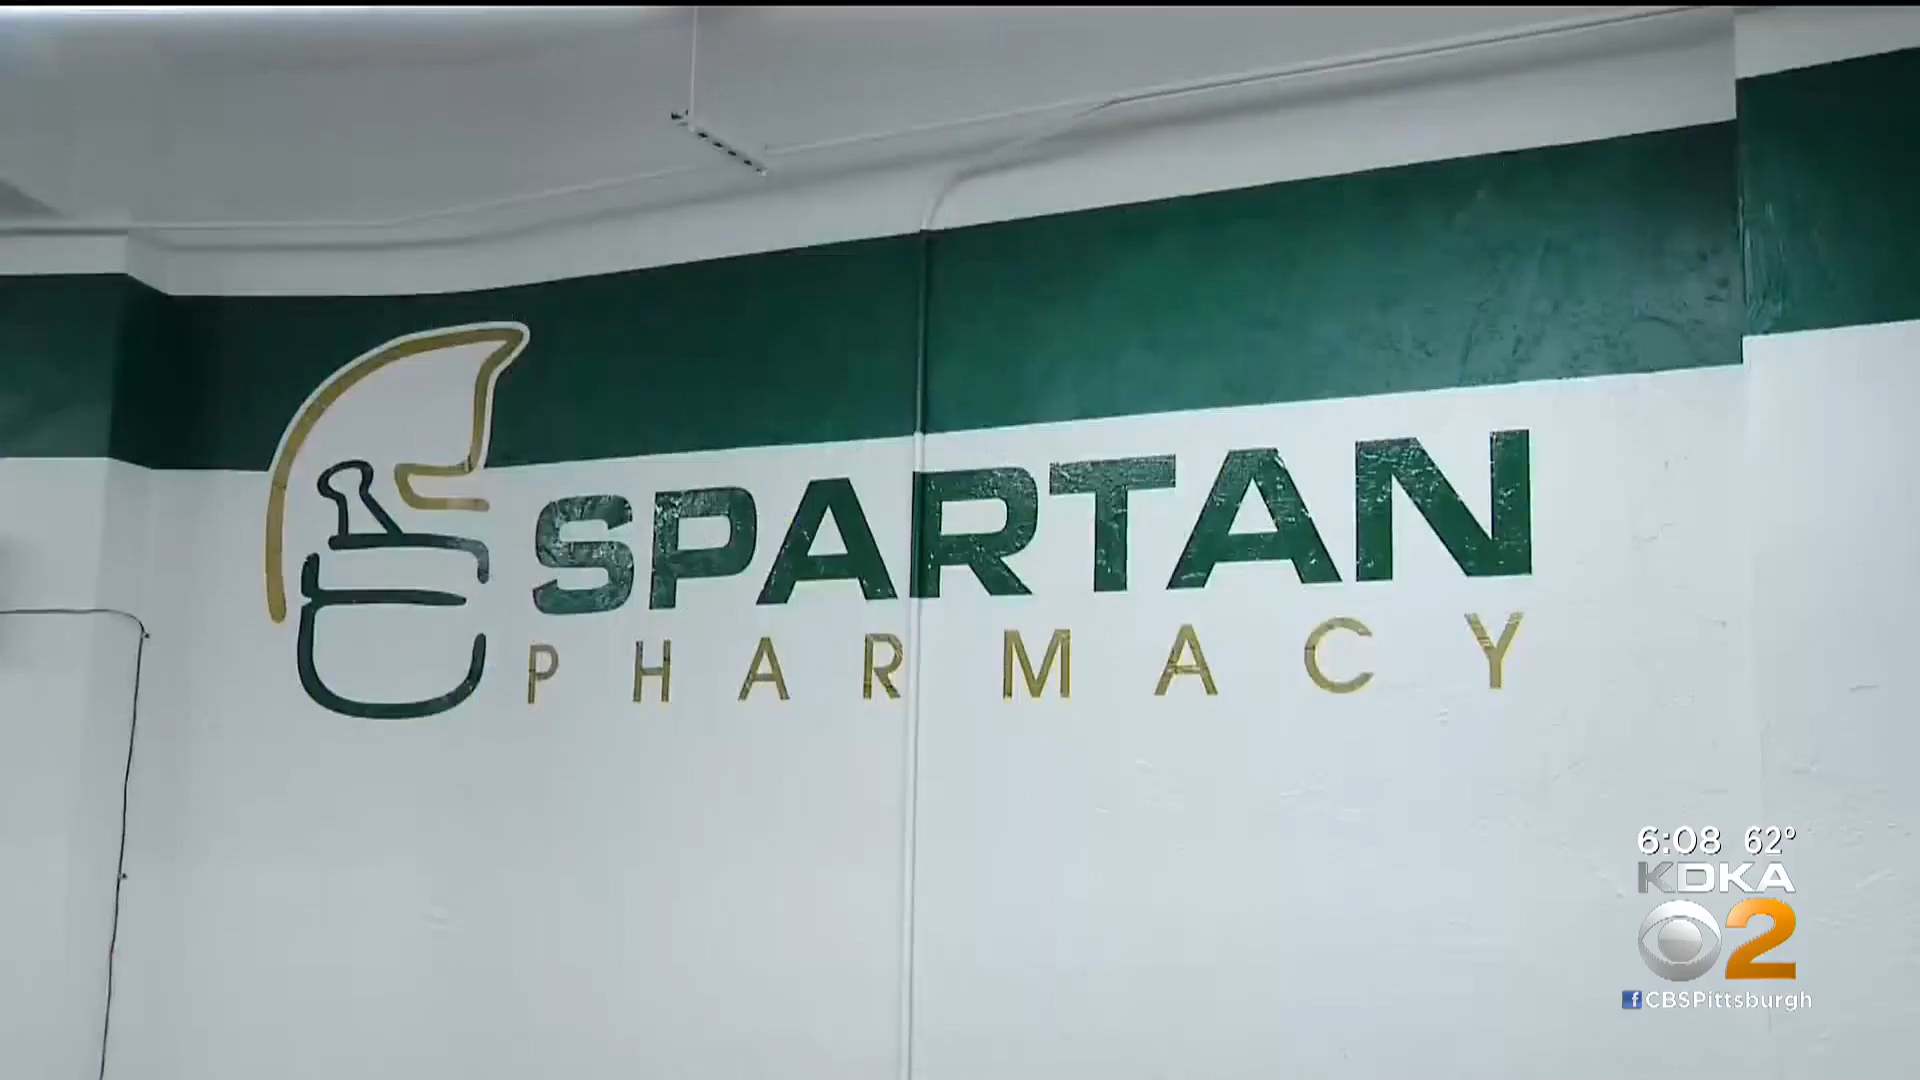 SPARTAN
PHARMACY
6:08 62°
KDKA
2
CBSPittsburgh